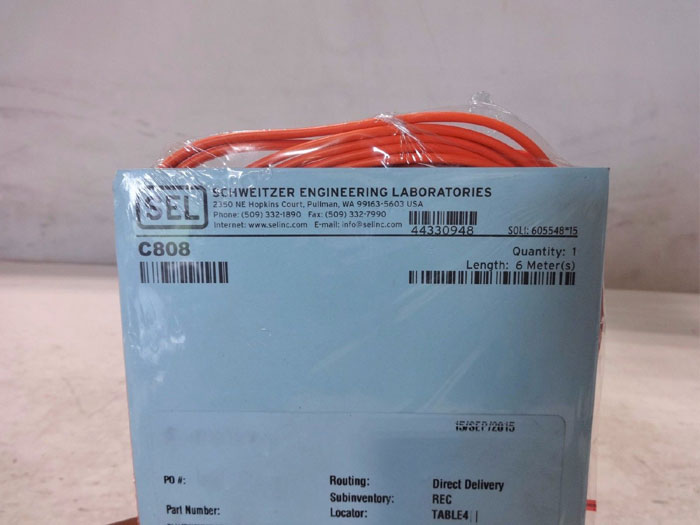 SEL
SCHWEITZER ENGINEERING LABORATORIES
2350 NE Hopkins Court, Pullman, WA 99163-5603 USA
Phone: (509) 332-1890 Fax: (509) 332-7990
Internet: www.selinc.com E-mail: info@selinc.com
44330948
SOLI: 605548*15
C808
Quantity: 1
Length: 6 Meter(s)
15/SEP/2015
PO #:
Routing: Direct Delivery
Subinventory: REC
Part Number:
Locator: TABLE4